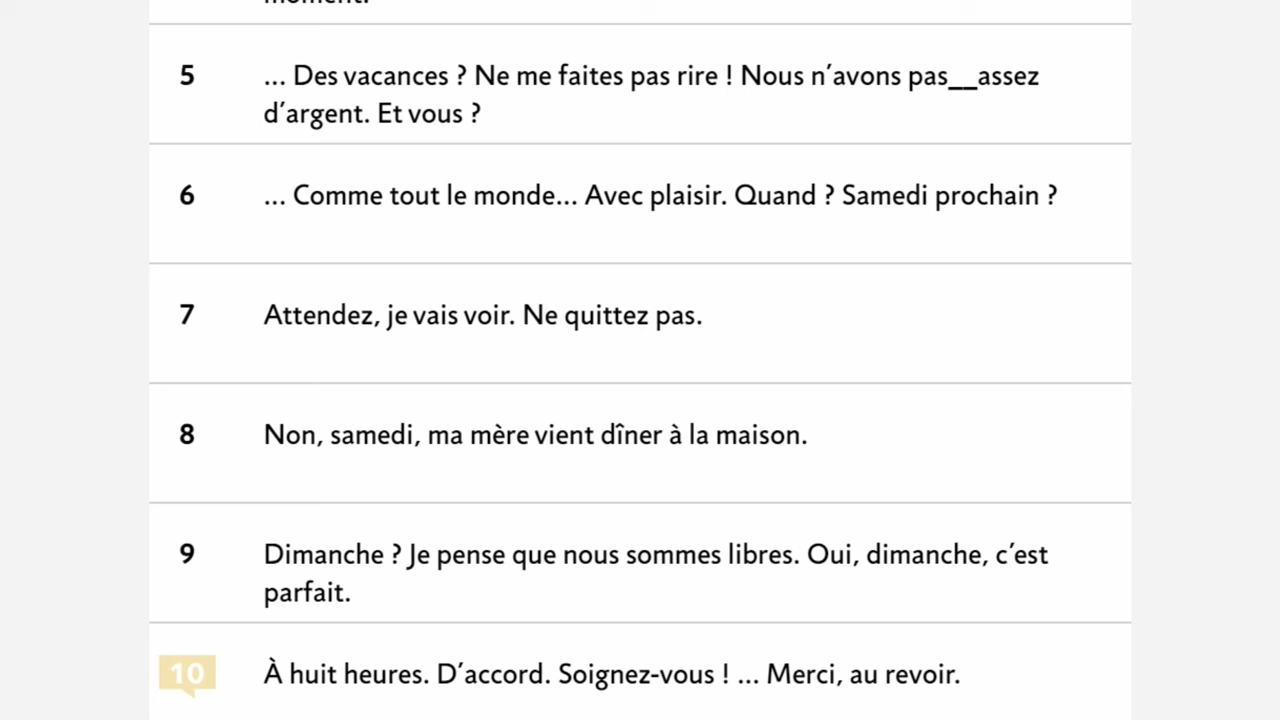 moment.
5 ... Des vacances ? Ne me faites pas rire ! Nous n’avons pas__assez
d’argent. Et vous ?
6 ... Comme tout le monde... Avec plaisir. Quand ? Samedi prochain ?
7 Attendez, je vais voir. Ne quittez pas.
8 Non, samedi, ma mère vient dîner à la maison.
9 Dimanche ? Je pense que nous sommes libres. Oui, dimanche, c’est
parfait.
10 À huit heures. D’accord. Soignez-vous ! ... Merci, au revoir.